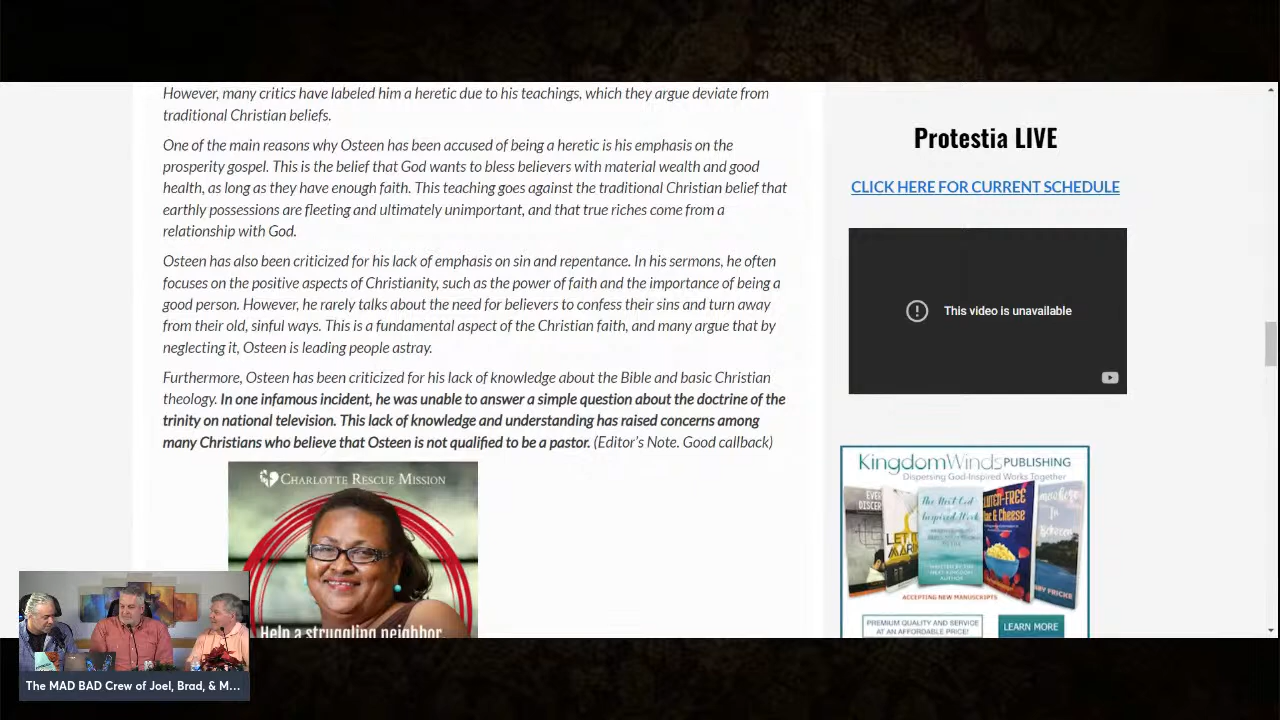 However, many critics have labeled him a heretic due to his teachings, which they argue deviate from
traditional Christian beliefs.
One of the main reasons why Osteen has been accused of being a heretic is his emphasis on the
prosperity gospel. This is the belief that God wants to bless believers with material wealth and good
health, as long as they have enough faith. This teaching goes against the traditional Christian belief that
earthly possessions are fleeting and ultimately unimportant, and that true riches come from a
relationship with God.
Osteen has also been criticized for his lack of emphasis on sin and repentance. In his sermons, he often
focuses on the positive aspects of Christianity, such as the power of faith and the importance of being a
good person. However, he rarely talks about the need for believers to confess their sins and turn away
from their old, sinful ways. This is a fundamental aspect of the Christian faith, and many argue that by
neglecting it, Osteen is leading people astray.
Furthermore, Osteen has been criticized for his lack of knowledge about the Bible and basic Christian
theology. In one infamous incident, he was unable to answer a simple question about the doctrine of the
trinity on national television. This lack of knowledge and understanding has raised concerns among
many Christians who believe that Osteen is not qualified to be a pastor. (Editor's Note. Good callback)
CHARLOTTE RESCUE MISSION
Help a struggling neighbor
The MAD BAD Crew of Joel, Brad, & M...
Protestia LIVE
CLICK HERE FOR CURRENT SCHEDULE
This video is unavailable
KingdomWinds PUBLISHING
Dispersing God-Inspired Works Together
The Next God-
Inspired Work
GLUTEN-FREE
& CHEESE
ACCEPTING NEW MANUSCRIPTS
PREMIUM QUALITY AND SERVICE
AT AN AFFORDABLE PRICE!
LEARN MORE